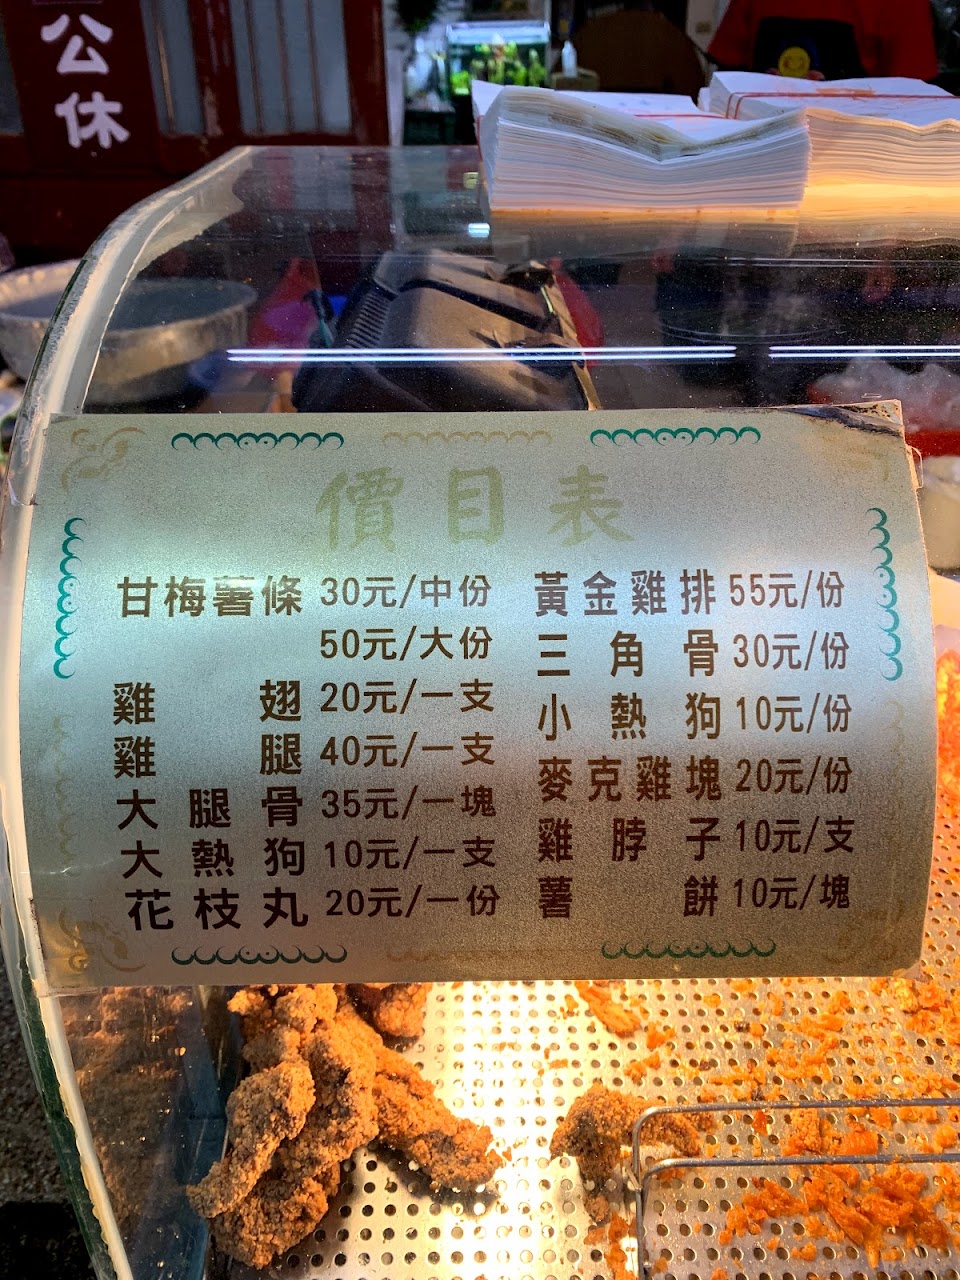 公休
價目表
甘梅薯條 30元/中份
50元/大份
雞翅 20元/一支
雞腿 40元/一支
大腿骨 35元/一塊
大熱狗 10元/一支
花枝丸 20元/一份
黃金雞排 55元/份
三角骨 30元/份
小熱狗 10元/份
麥克雞塊 20元/份
雞脖子 10元/支
薯餅 10元/塊